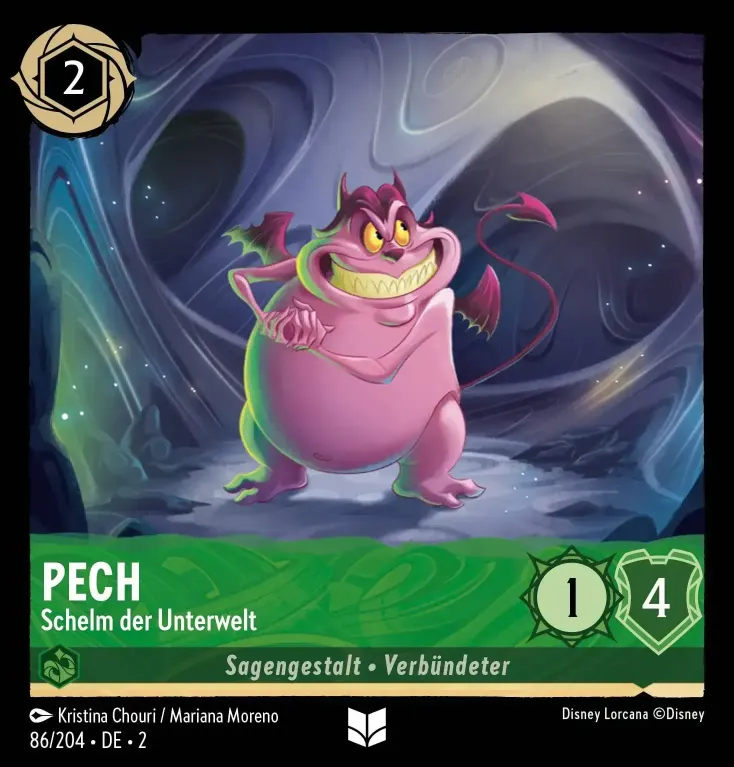 2
PECH
Schelm der Unterwelt
1
4
Sagengestalt • Verbündeter
Kristina Chouri / Mariana Moreno
Disney Lorcana ©Disney
86/204 • DE • 2